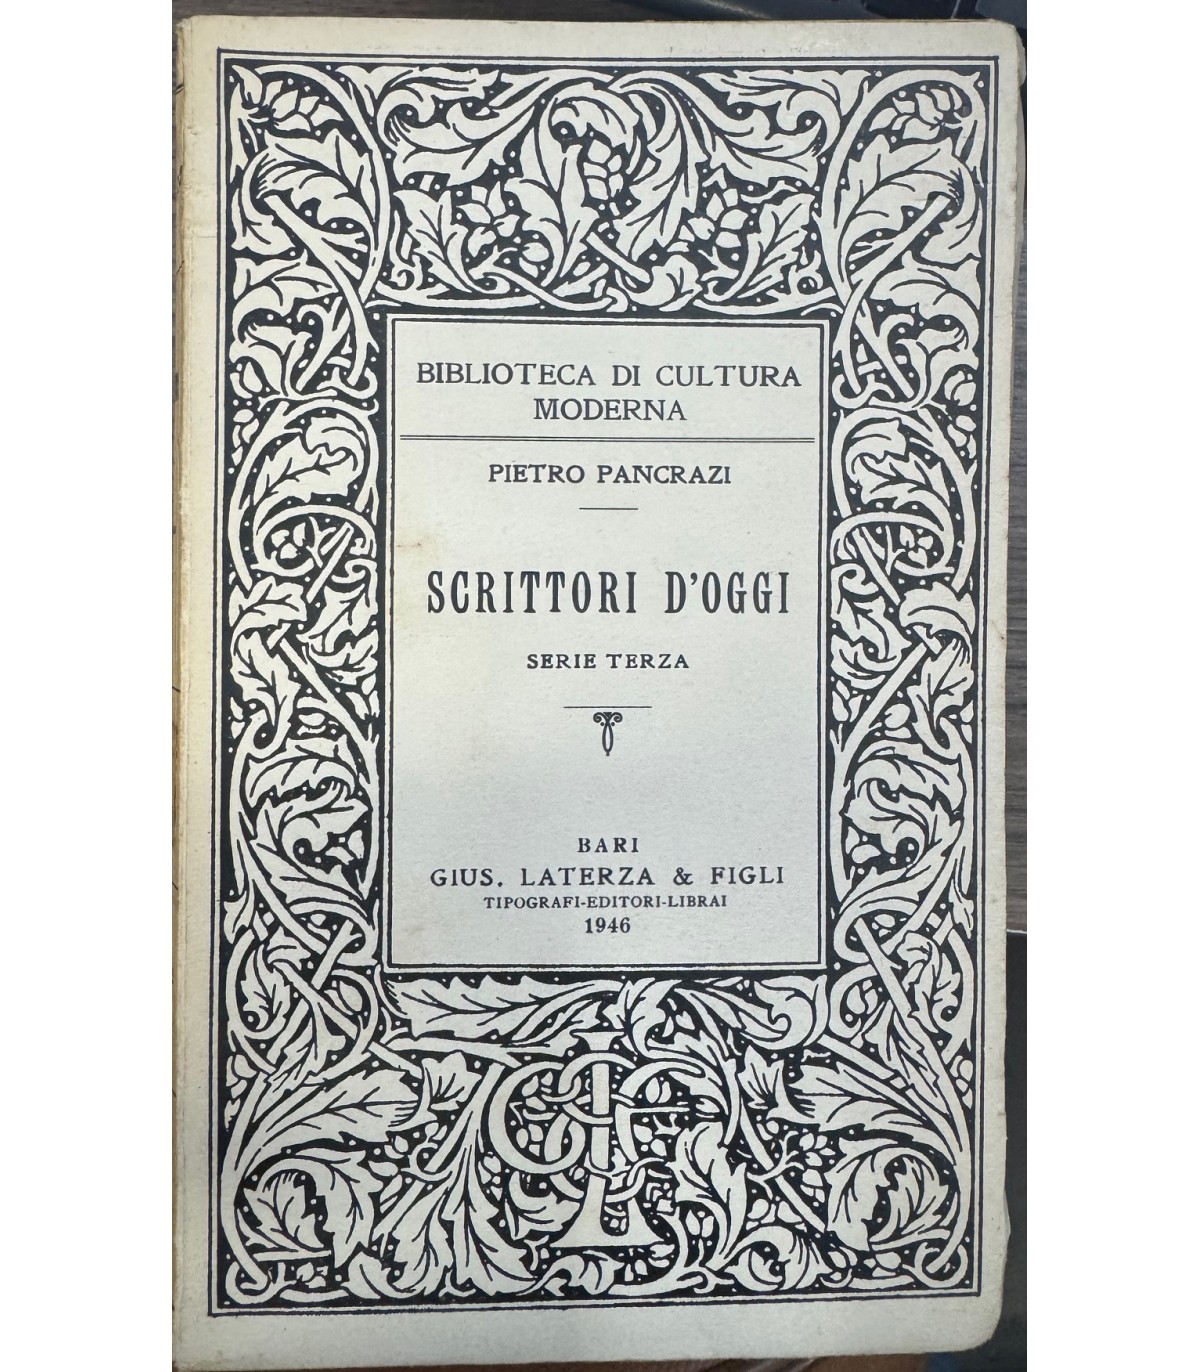 BIBLIOTECA DI CULTURA
MODERNA
PIETRO PANCRAZI
SCRITTORI D'OGGI
SERIE TERZA
BARI
GIUS. LATERZA & FIGLI
TIPOGRAFI-EDITORI-LIBRAI
1946